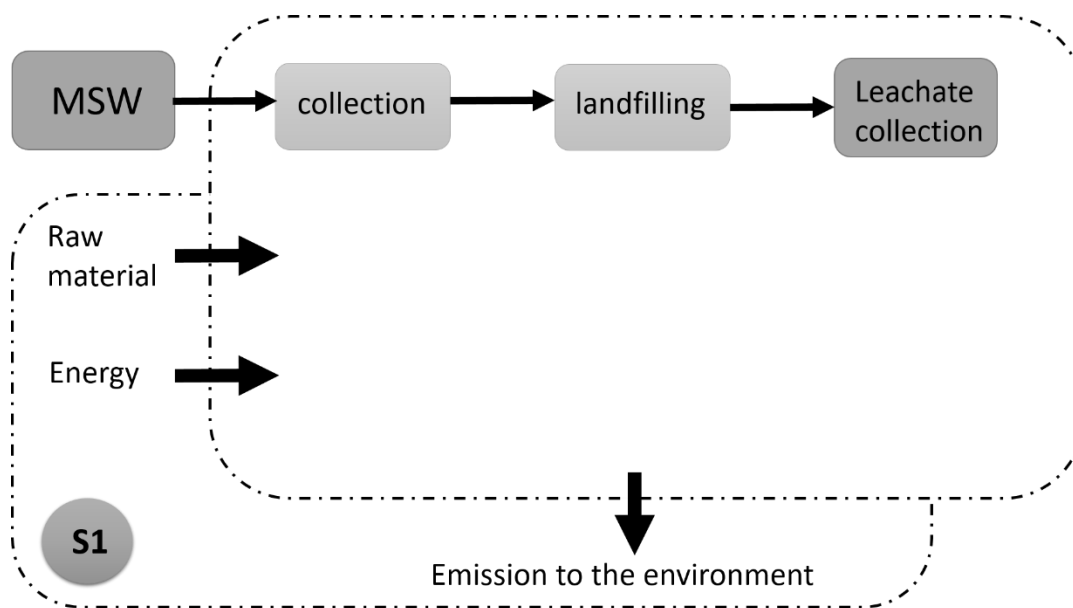 MSW
collection
landfilling
Leachate
collection
Raw
material
Energy
S1
Emission to the environment